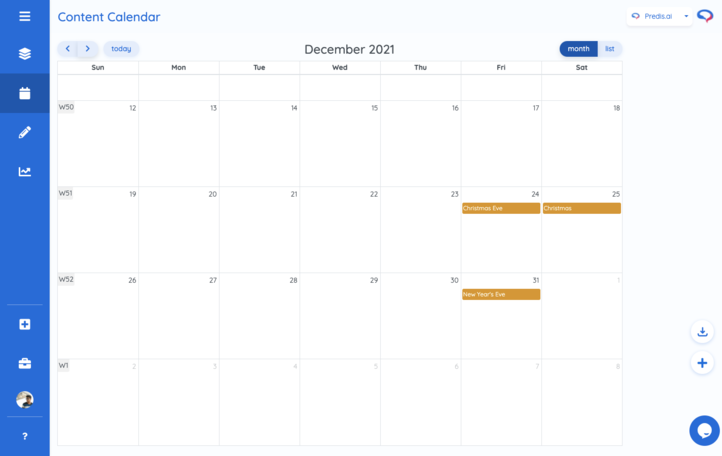 Content Calendar
Predis.ai
today
December 2021
month list
Sun Mon Tue Wed Thu Fri Sat
W50 12 13 14 15 16 17 18
W51 19 20 21 22 23 24 25
Christmas Eve Christmas
W52 26 27 28 29 30 31 1
New Year's Eve
W1 2 3 4 5 6 7 8
?